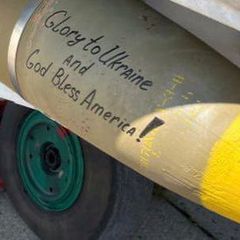 Glory to Ukraine
and
God Bless America!